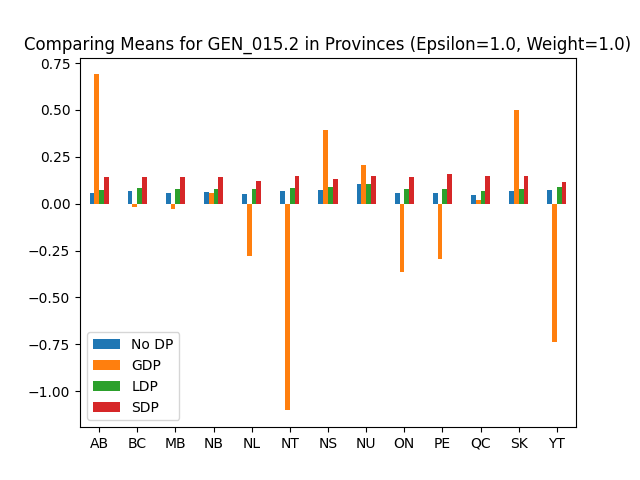 Comparing Means for GEN_015.2 in Provinces (Epsilon=1.0, Weight=1.0)
0.75
0.50
0.25
0.00
−0.25
−0.50
−0.75
−1.00
No DP
GDP
LDP
SDP
AB BC MB NB NL NT NS NU ON PE QC SK YT